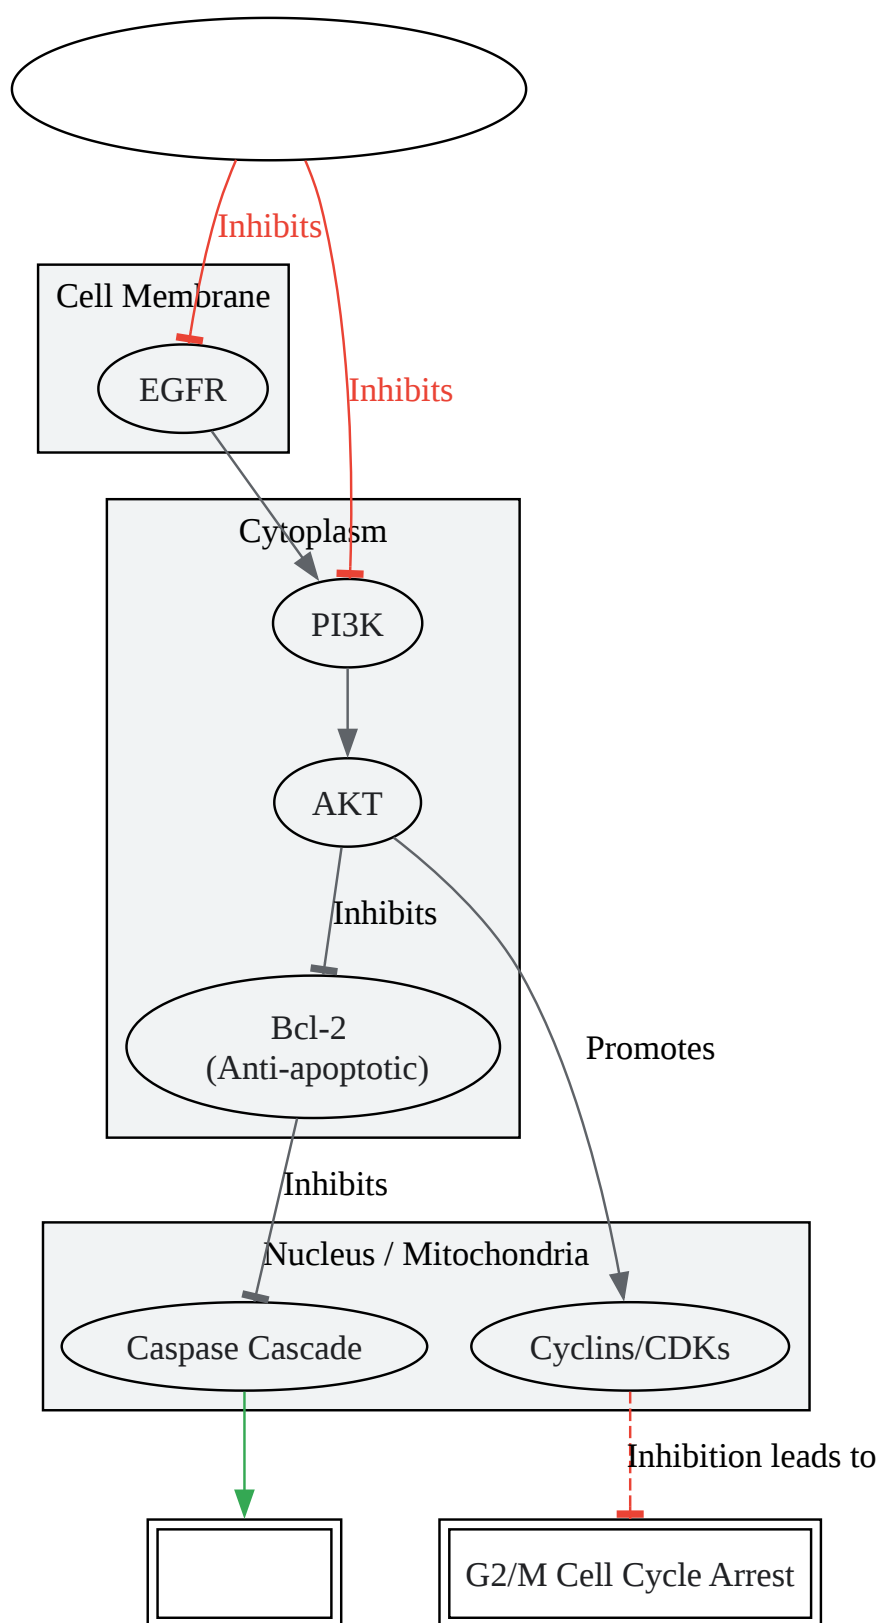 Inhibits
Cell Membrane
EGFR
Inhibits
Cytoplasm
PI3K
AKT
Inhibits
Bcl-2
(Anti-apoptotic)
Promotes
Inhibits
Nucleus / Mitochondria
Caspase Cascade
Cyclins/CDKs
Inhibition leads to
G2/M Cell Cycle Arrest